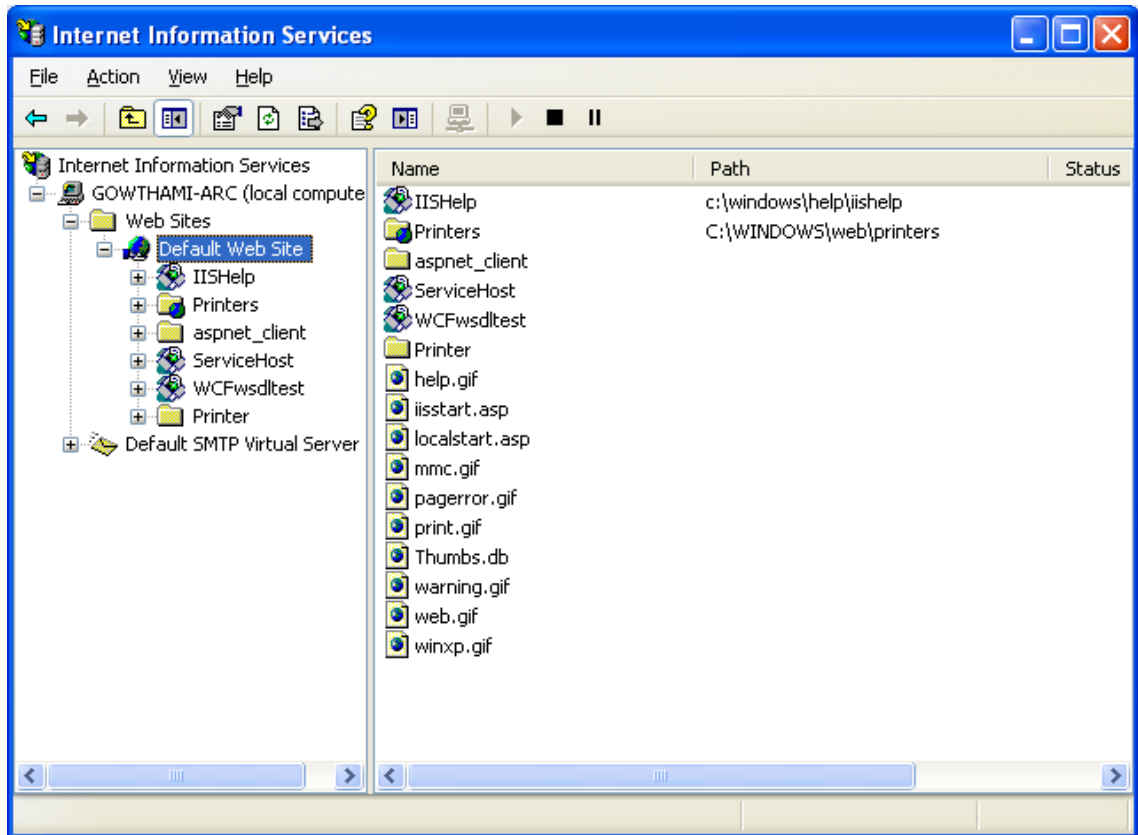 Internet Information Services
File Action View Help
Internet Information Services
GOWTHAMI-ARC (local compute
Web Sites
Default Web Site
IISHelp
Printers
aspnet_client
ServiceHost
WCFwsdltest
Printer
Default SMTP Virtual Server
Name Path Status
IISHelp c:\windows\help\iishelp
Printers C:\WINDOWS\web\printers
aspnet_client
ServiceHost
WCFwsdltest
Printer
help.gif
iisstart.asp
localstart.asp
mmc.gif
pagerror.gif
print.gif
Thumbs.db
warning.gif
web.gif
winxp.gif